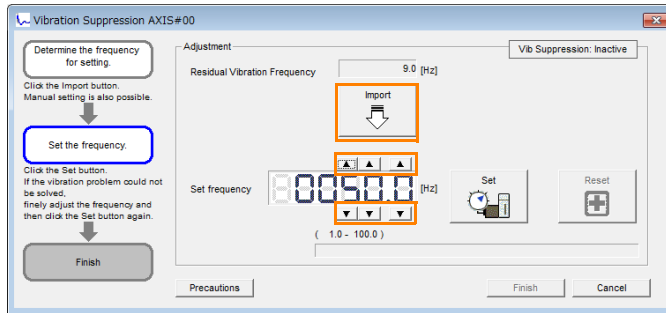 Vibration Suppression AXIS#00
Determine the frequency
for setting.
Click the Import button.
Manual setting is also possible.
Set the frequency.
Click the Set button.
If the vibration problem could not
be solved,
finely adjust the frequency and
then click the Set button again.
Finish
Adjustment
Vib Suppression: Inactive
Residual Vibration Frequency 9.0 [Hz]
Import
Set frequency 0050.0 [Hz]
Set
Reset
( 1.0 - 100.0 )
Precautions
Finish
Cancel